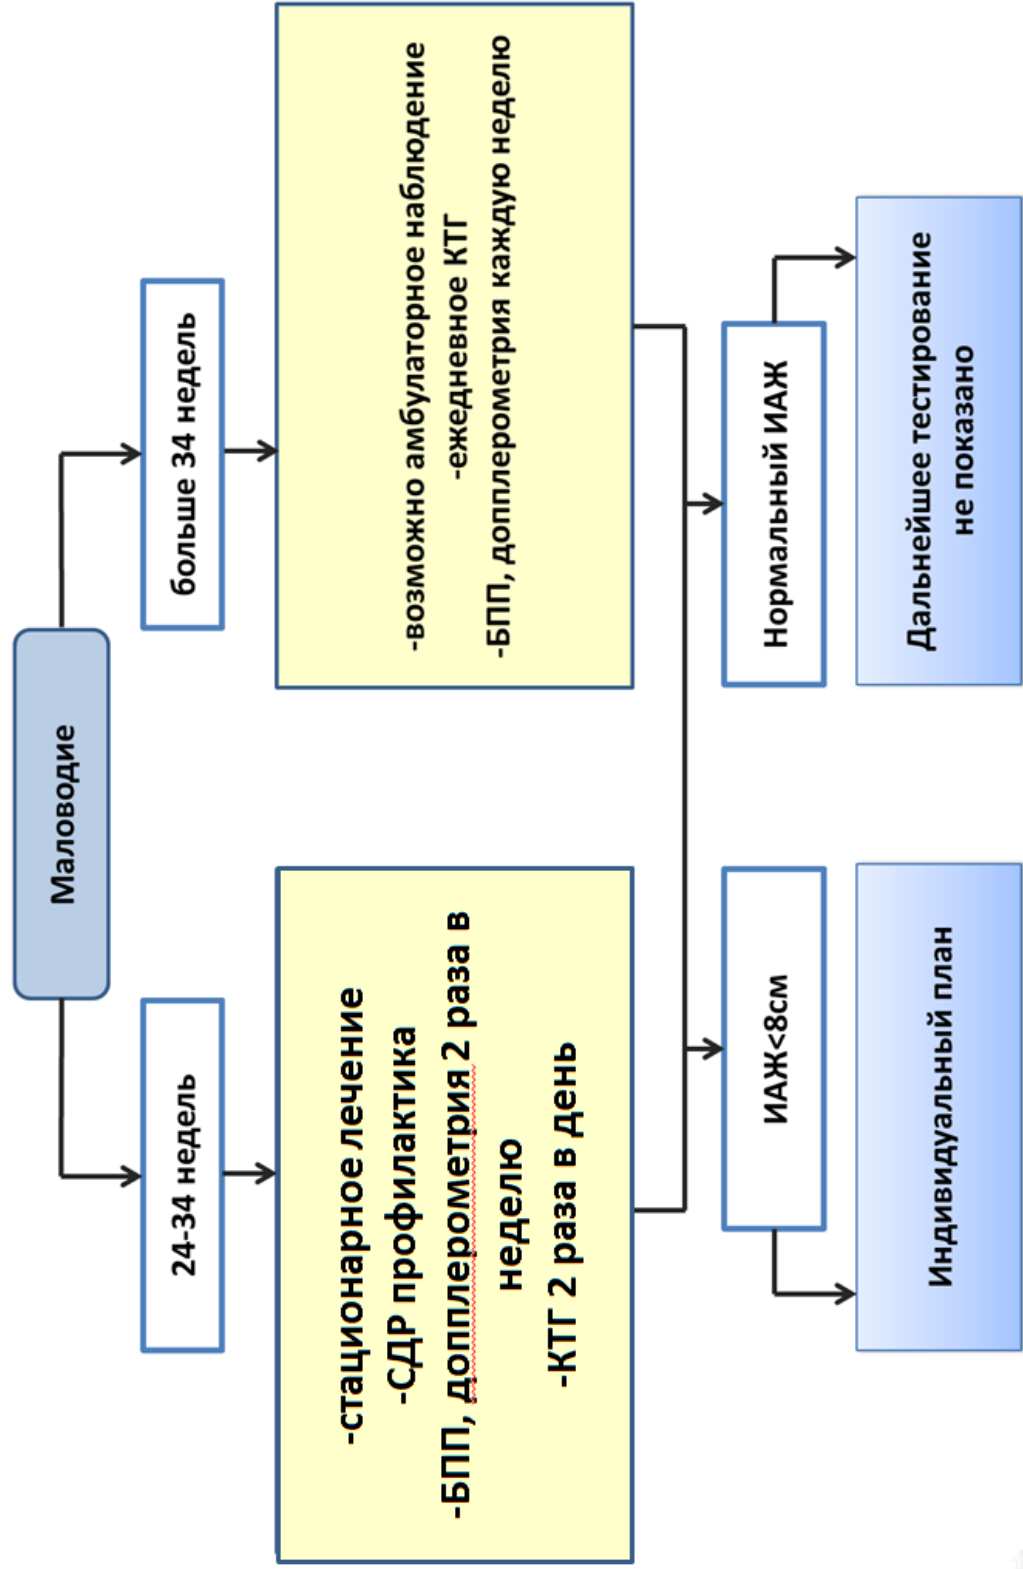 Маловодие
24-34 недель
больше 34 недель
-стационарное лечение
-СДР профилактика
-БПП, допплерометрия 2 раза в
неделю
-КТГ 2 раза в день
-возможно амбулаторное наблюдение
-ежедневное КТГ
-БПП, допплерометрия каждую неделю
ИАЖ<8см
Нормальный ИАЖ
Индивидуальный план
Дальнейшее тестирование
не показано